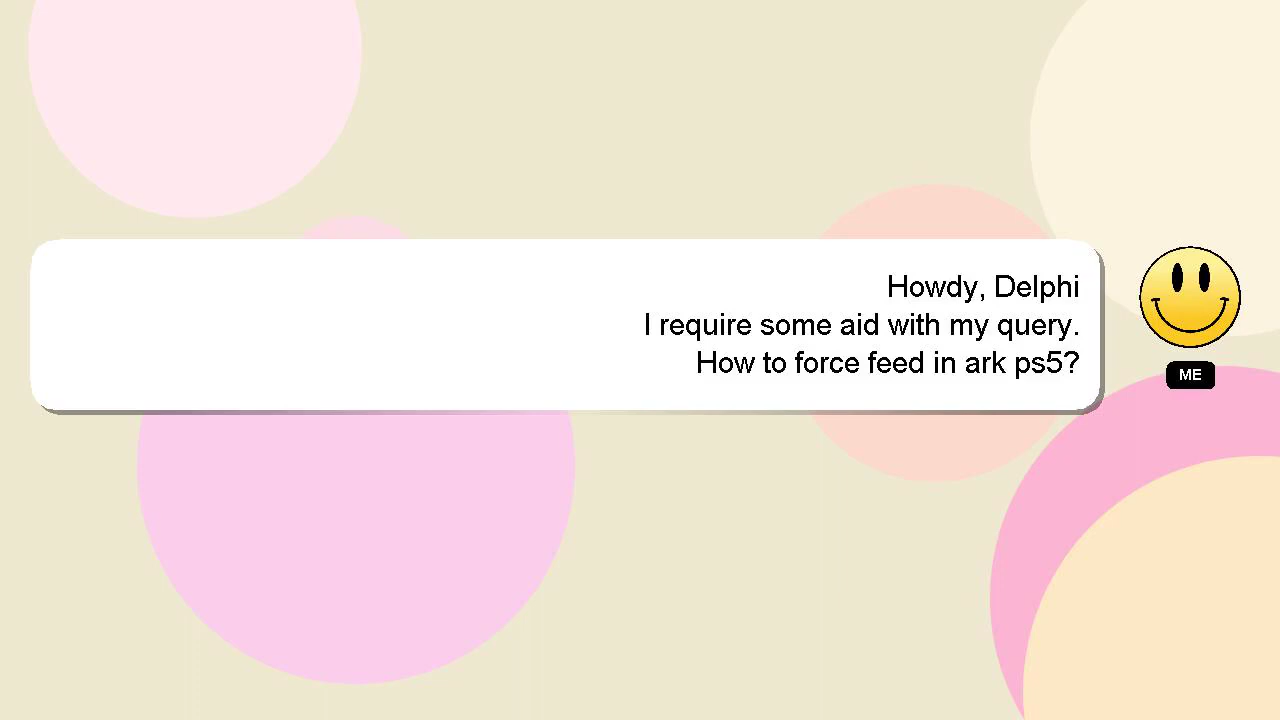 Howdy, Delphi
I require some aid with my query.
How to force feed in ark ps5?
ME